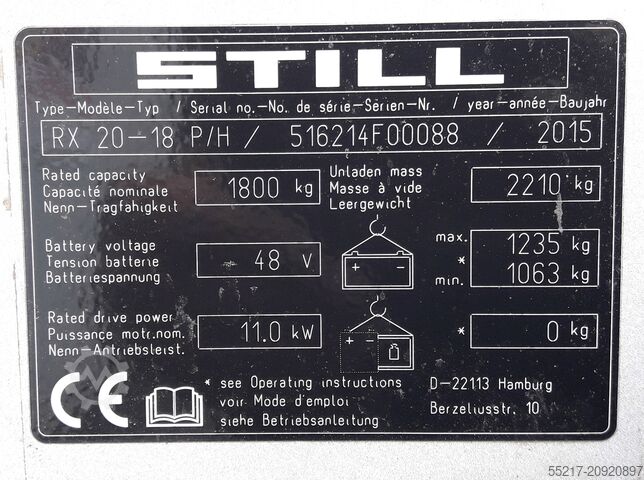 STILL
Type-Modèle-Typ / Serial no.-No. de série-Serien-Nr. / year-année-Baujahr
RX 20-18 P/H / 516214F00088 / 2015
Rated capacity
Capacité nominale
Nenn-Tragfähigkeit
1800 kg
Unladen mass
Masse à vide
Leergewicht
2210 kg
Battery voltage
Tension batterie
Batteriespannung
48 V
+ -
max. 1235 kg
*
min. 1063 kg
Rated drive power
Puissance motr.nom.
Nenn-Antriebsleist.
11.0 kW
+ -
* 0 kg
CE
* see Operating instructions
voir Mode d'emploi
siehe Betriebsanleitung
D-22113 Hamburg
Berzeliusstr. 10
55217-20920897